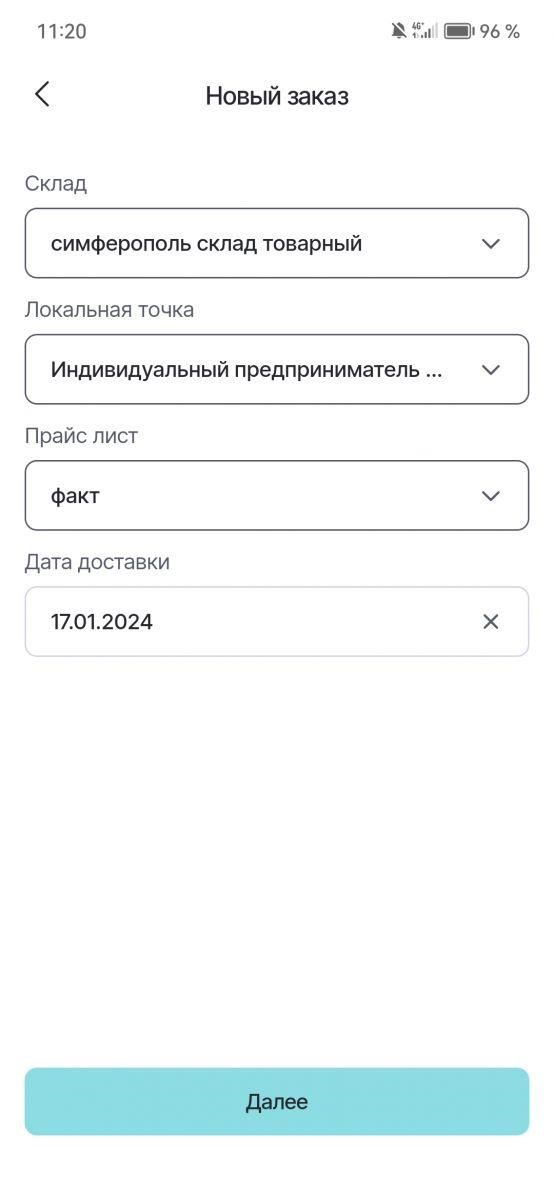 11:20
4G+
96 %
Новый заказ
Склад
симферополь склад товарный
Локальная точка
Индивидуальный предприниматель ...
Прайс лист
факт
Дата доставки
17.01.2024
Далее